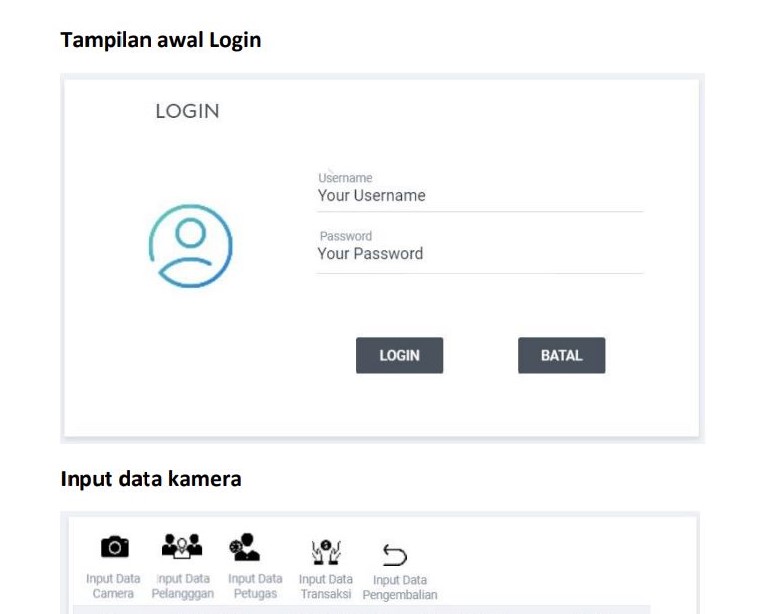 Tampilan awal Login
LOGIN
Username
Your Username
Password
Your Password
LOGIN BATAL
Input data kamera
Input Data Input Data Input Data Input Data Input Data
Camera Pelangggan Petugas Transaksi Pengembalian